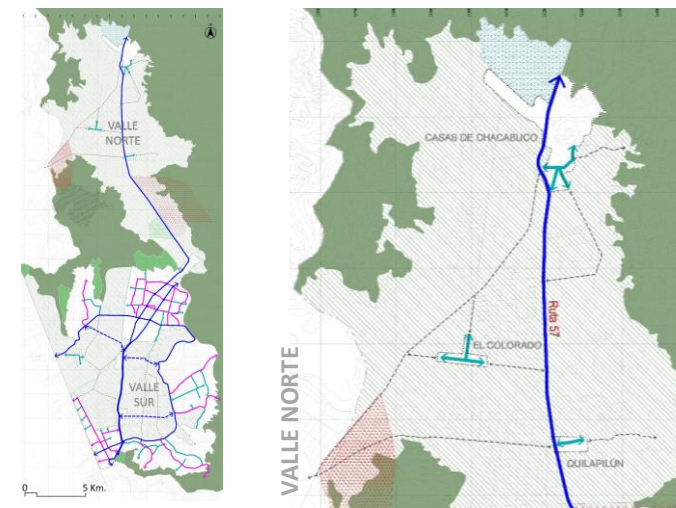 VALLE
NORTE
VALLE
SUR
0
5 Km.
CASAS DE CHACABUCO
Ruta 57
EL COLORADO
VALLE NORTE
QUILAPILÚN